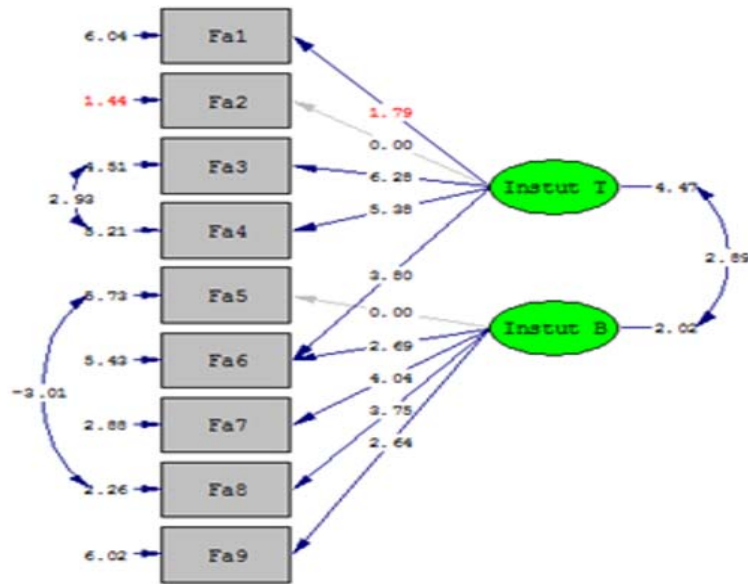 6.04 Fa1
1.44 Fa2
1.79
0.00
4.51 Fa3
6.28
Instut T 4.47
2.93
5.38
5.21 Fa4
3.80
2.89
5.73 Fa5
0.00
Instut B 2.02
5.43 Fa6
2.69
-3.01
4.04
2.88 Fa7
3.75
2.64
2.26 Fa8
6.02 Fa9